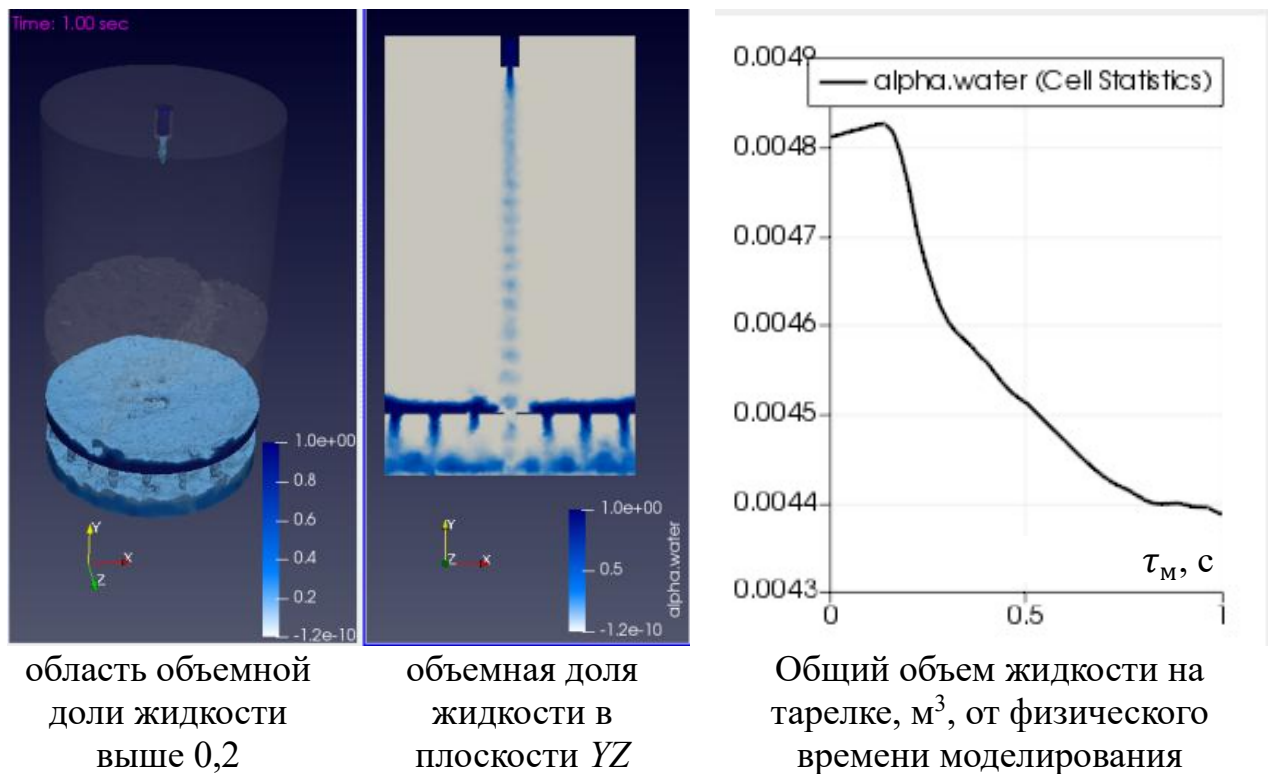 Time: 1.00 sec
1.0e+00
0.8
0.6
0.4
0.2
-1.2e-10
Y
X
Z
1.0e+00
0.5
-1.2e-10
alpha.water
Y
Z
X
0.0049
alpha.water (Cell Statistics)
0.0048
0.0047
0.0046
0.0045
0.0044
0.0043
τм, с
0
0.5
1
область объемной
доли жидкости
выше 0,2
объемная доля
жидкости в
плоскости YZ
Общий объем жидкости на
тарелке, м³, от физического
времени моделирования